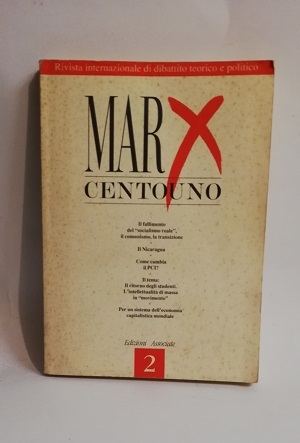 Rivista internazionale di dibattito teorico e politico
MARX
CENTOUNO
Il fallimento
del "socialismo reale",
il comunismo, la transizione
Il Nicaragua
Come cambia
il PCI?
Il tema:
Il ritorno degli studenti.
L'intellettualità di massa
in "movimento"
Per un sistema dell'economia
capitalistica mondiale
Edizioni Associate
2